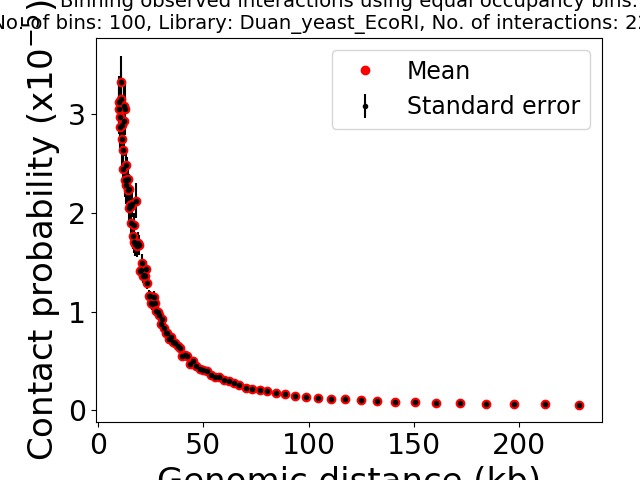 Binning observed interactions using equal occupancy bins.
No. of bins: 100, Library: Duan_yeast_EcoRI, No. of interactions: 22
Mean
Standard error
Contact probability (x10⁻⁵)
3
2
1
0
0 50 100 150 200
Genomic distance (kb)